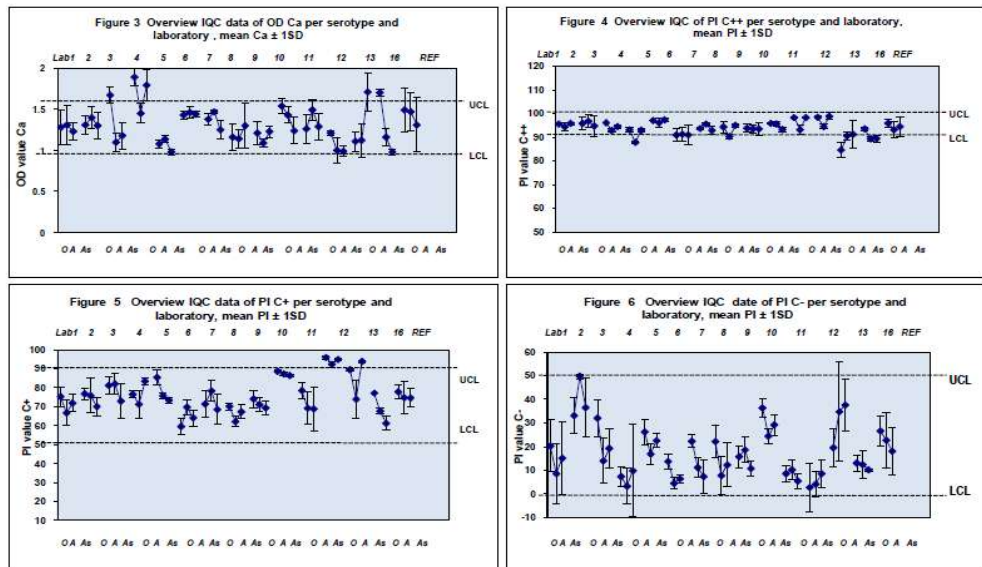 Figure 3 Overview IQC data of OD Ca per serotype and
laboratory , mean Ca ± 1SD
Lab1 2 3 4 5 6 7 8 9 10 11 12 13 16 REF
2
1.5
1
0.5
0
OD value Ca
UCL
LCL
O A As O A As O A As O A As O A As O A As O A As O A As
Figure 4 Overview IQC of PI C++ per serotype and laboratory,
mean PI ± 1SD
Lab1 2 3 4 5 6 7 8 9 10 11 12 13 16 REF
120
110
100
90
80
70
60
50
PI value C++
UCL
LCL
O A As O A As O A As O A As O A As O A As O A As O A As
Figure 5 Overview IQC data of PI C+ per serotype and
laboratory, mean PI ± 1SD
Lab1 2 3 4 5 6 7 8 9 10 11 12 13 16 REF
100
90
80
70
60
50
40
30
20
10
PI value C+
UCL
LCL
O A As O A As O A As O A As O A As O A As O A As O A As
Figure 6 Overview IQC date of PI C- per serotype and
laboratory, mean PI ± 1SD
Lab1 2 3 4 5 6 7 8 9 10 11 12 13 16 REF
60
50
40
30
20
10
0
-10
PI value C-
UCL
LCL
O A As O A As O A As O A As O A As O A As O A As O A As